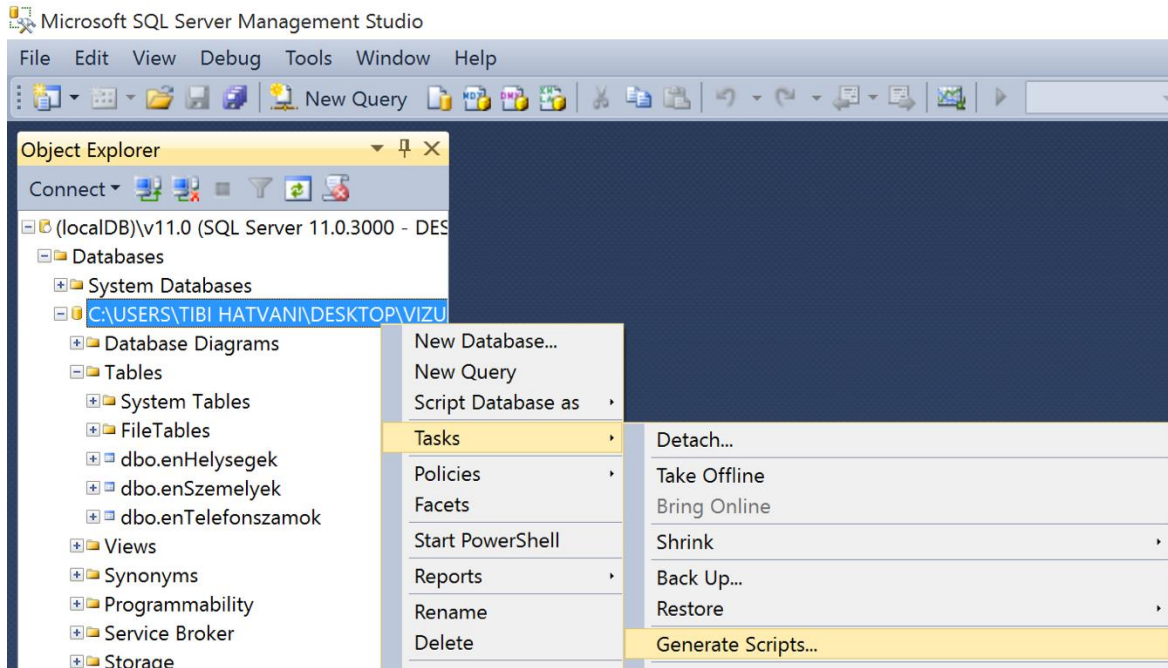 Microsoft SQL Server Management Studio
File Edit View Debug Tools Window Help
New Query
Object Explorer
Connect
(localDB)\v11.0 (SQL Server 11.0.3000 - DES
Databases
System Databases
C:\USERS\TIBI HATVANI\DESKTOP\VIZU
Database Diagrams
Tables
System Tables
FileTables
dbo.enHelysegek
dbo.enSzemelyek
dbo.enTelefonszamok
Views
Synonyms
Programmability
Service Broker
Storage
New Database...
New Query
Script Database as
Tasks
Policies
Facets
Start PowerShell
Reports
Rename
Delete
Detach...
Take Offline
Bring Online
Shrink
Back Up...
Restore
Generate Scripts...